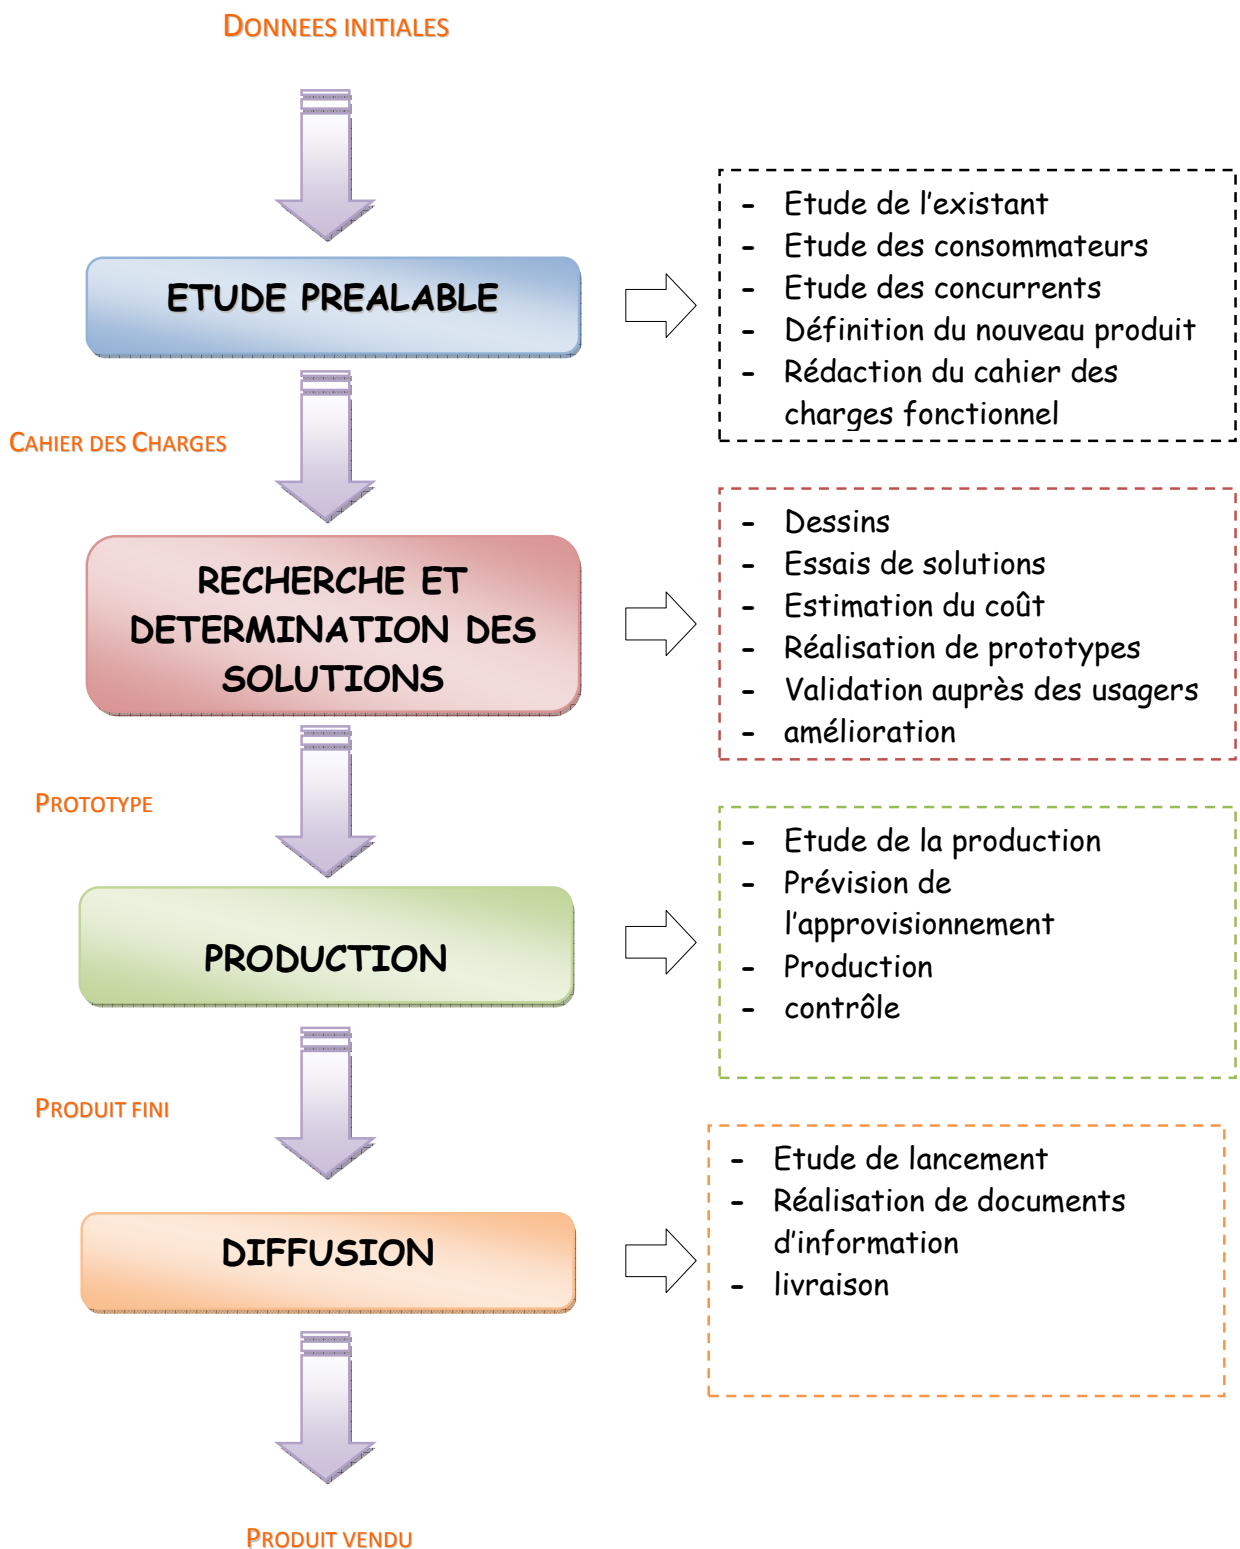 DONNEES INITIALES
ETUDE PREALABLE
- Etude de l'existant
- Etude des consommateurs
- Etude des concurrents
- Définition du nouveau produit
- Rédaction du cahier des
charges fonctionnel
CAHIER DES CHARGES
RECHERCHE ET
DETERMINATION DES
SOLUTIONS
- Dessins
- Essais de solutions
- Estimation du coût
- Réalisation de prototypes
- Validation auprès des usagers
- amélioration
PROTOTYPE
PRODUCTION
- Etude de la production
- Prévision de
l'approvisionnement
- Production
- contrôle
PRODUIT FINI
DIFFUSION
- Etude de lancement
- Réalisation de documents
d'information
- livraison
PRODUIT VENDU